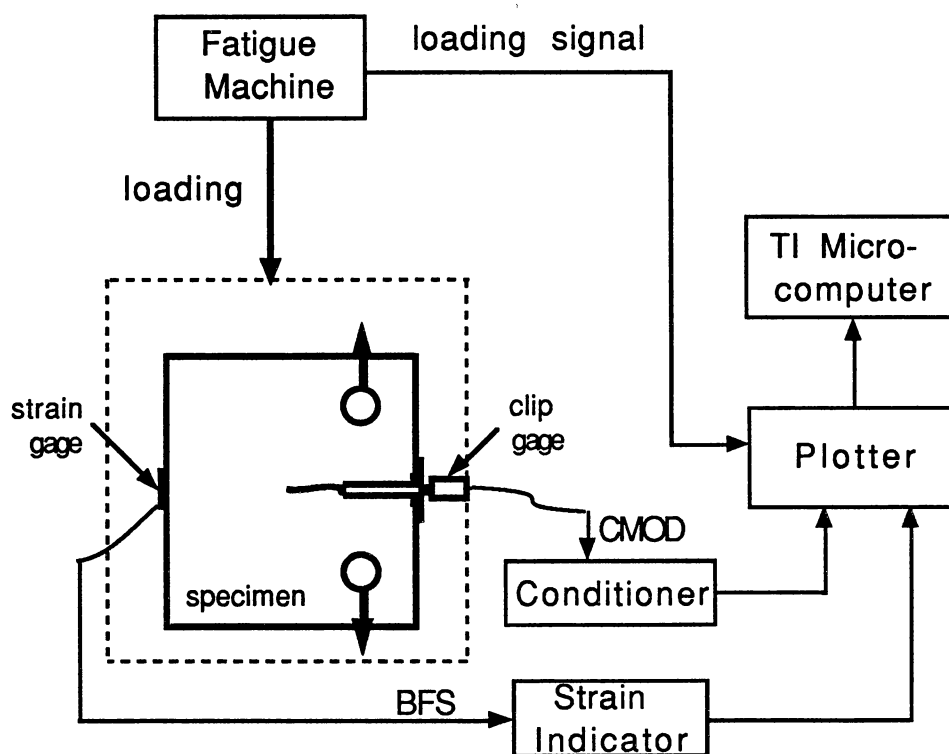 Fatigue
Machine
loading signal
loading
TI Micro-
computer
strain
gage
clip
gage
Plotter
CMOD
specimen
Conditioner
BFS
Strain
Indicator